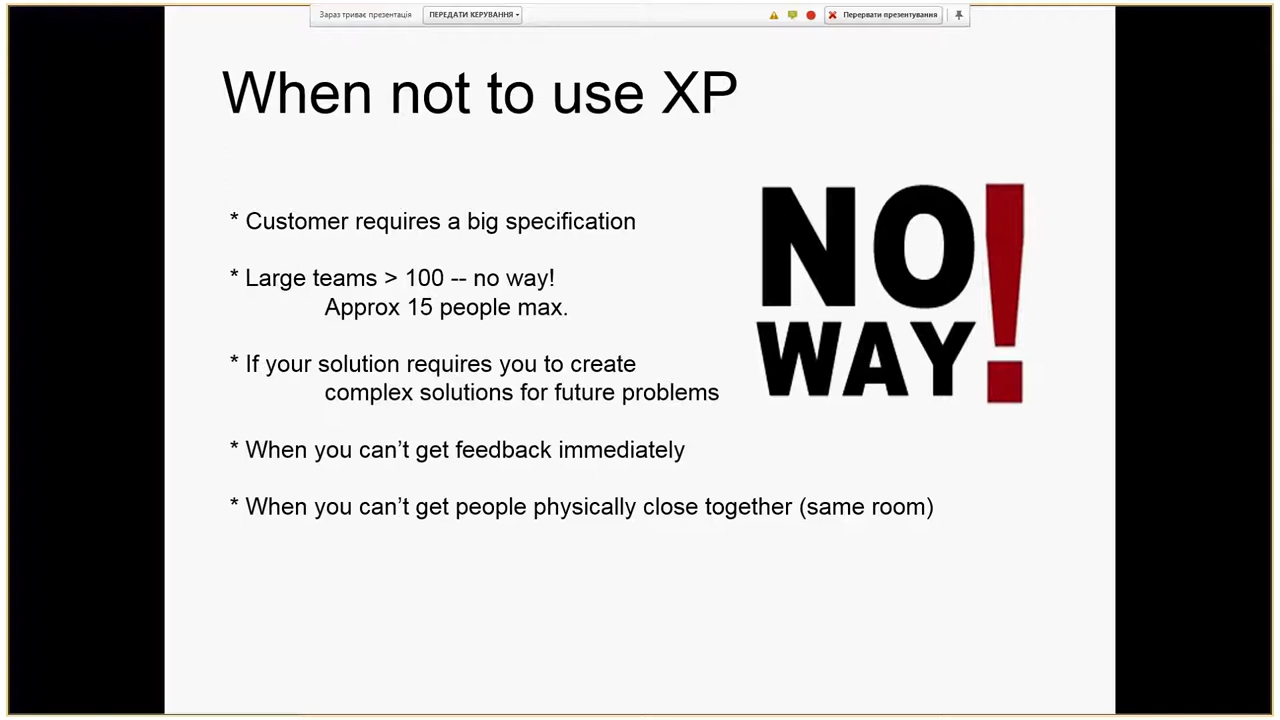 Зараз триває презентація
ПЕРЕДАТИ КЕРУВАННЯ
Перервати презентування
When not to use XP
* Customer requires a big specification
* Large teams > 100 -- no way!
Approx 15 people max.
* If your solution requires you to create
complex solutions for future problems
* When you can’t get feedback immediately
* When you can’t get people physically close together (same room)
NO
WAY!